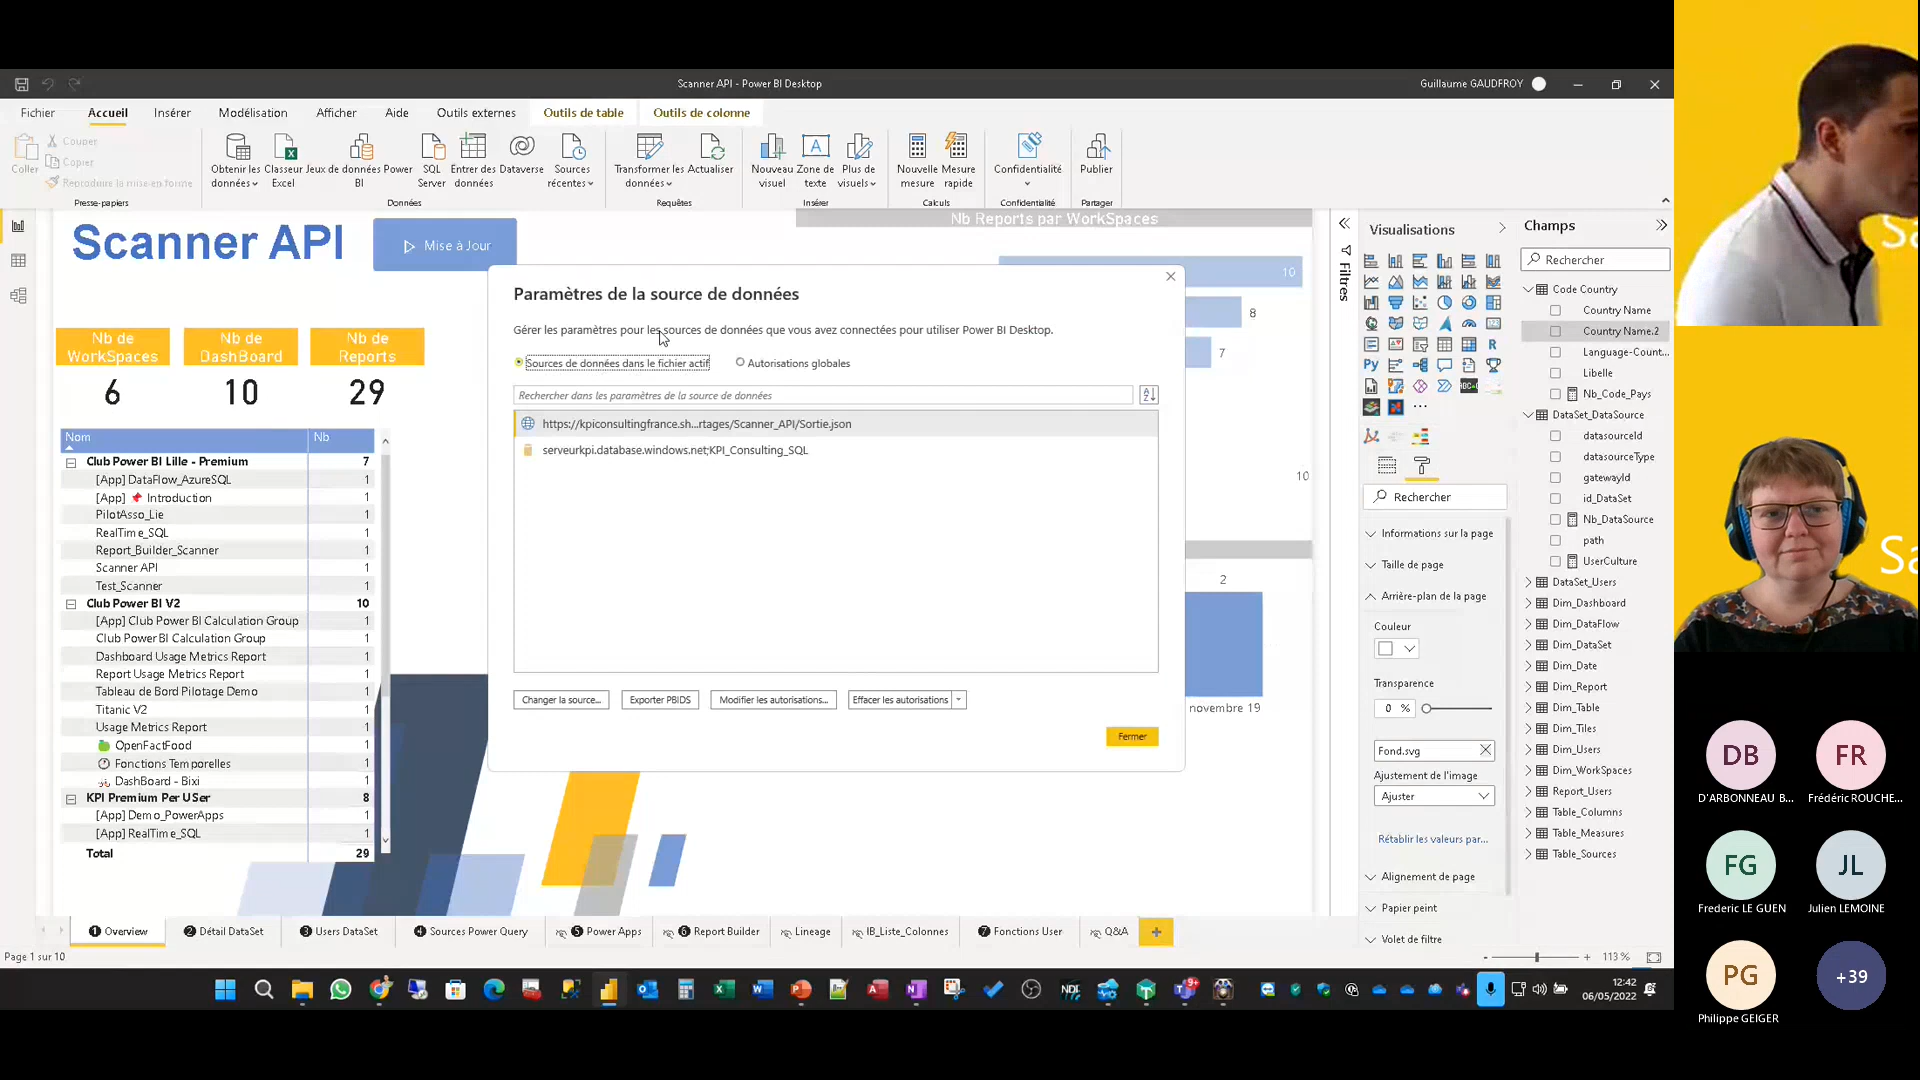 Scanner API - Power BI Desktop
Guillaume GAUDFROY
Fichier
Accueil
Insérer
Modélisation
Afficher
Aide
Outils externes
Outils de table
Outils de colonne
Coller
Couper
Copier
Reproduire la mise en forme
Presse-papiers
Obtenir les données
Classeur Excel
Jeux de données Power BI
SQL Server
Entrer des données
Dataverse
Sources récentes
Données
Transformer les données
Actualiser
Requêtes
Nouveau visuel
Zone de texte
Plus de visuels
Insérer
Nouvelle mesure
Mesure rapide
Calculs
Confidentialité
Confidentialité
Publier
Partager
Scanner API
Mise à Jour
Nb Reports par WorkSpaces
10
8
7
10
2
novembre 19
Nb de WorkSpaces
6
Nb de DashBoard
10
Nb de Reports
29
Nom Nb
Club Power BI Lille - Premium 7
[App] DataFlow_AzureSQL 1
[App] 📌 Introduction 1
PilotAsso_Lie 1
RealTime_SQL 1
Report_Builder_Scanner 1
Scanner API 1
Test_Scanner 1
Club Power BI V2 10
[App] Club Power BI Calculation Group 1
Club Power BI Calculation Group 1
Dashboard Usage Metrics Report 1
Report Usage Metrics Report 1
Tableau de Bord Pilotage Demo 1
Titanic V2 1
Usage Metrics Report 1
🍏 OpenFactFood 1
🕐 Fonctions Temporelles 1
🚲 DashBoard - Bixi 1
KPI Premium Per USer 8
[App] Demo_PowerApps 1
[App] RealTime_SQL 1
Total 29
Paramètres de la source de données
Gérer les paramètres pour les sources de données que vous avez connectées pour utiliser Power BI Desktop.
Sources de données dans le fichier actif
Autorisations globales
Rechercher dans les paramètres de la source de données
https://kpiconsultingfrance.sh...rtages/Scanner_API/Sortie.json
serveurkpi.database.windows.net;KPI_Consulting_SQL
Changer la source...
Exporter PBIDS
Modifier les autorisations...
Effacer les autorisations
Fermer
Filtres
Visualisations
Py
R
Rechercher
Informations sur la page
Taille de page
Arrière-plan de la page
Couleur
Transparence
0 %
Fond.svg
Ajustement de l'image
Ajuster
Rétablir les valeurs par...
Alignement de page
Papier peint
Volet de filtre
Champs
Rechercher
Code Country
Country Name
Country Name.2
Language-Count...
Libelle
Nb_Code_Pays
DataSet_DataSource
datasourceId
datasourceType
gatewayId
id_DataSet
Nb_DataSource
path
UserCulture
DataSet_Users
Dim_Dashboard
Dim_DataFlow
Dim_DataSet
Dim_Date
Dim_Report
Dim_Table
Dim_Tiles
Dim_Users
Dim_WorkSpaces
Report_Users
Table_Columns
Table_Measures
Table_Sources
1 Overview
2 Détail DataSet
3 Users DataSet
4 Sources Power Query
5 Power Apps
6 Report Builder
Lineage
IB_Liste_Colonnes
7 Fonctions User
Q&A
+
Page 1 sur 10
- + 113 %
12:42
06/05/2022
Sa
Sa
DB
D'ARBONNEAU B...
FR
Frédéric ROUCHE...
FG
Frederic LE GUEN
JL
Julien LEMOINE
PG
Philippe GEIGER
+39